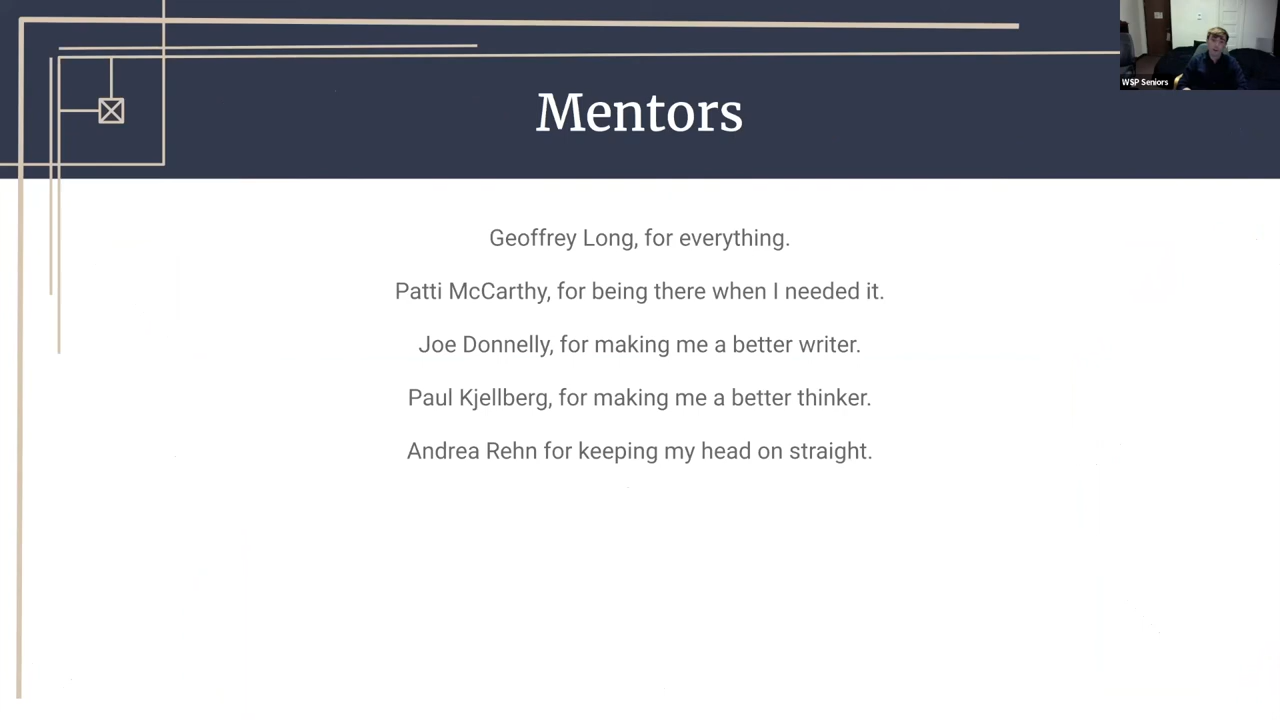 Mentors
WSP Seniors
Geoffrey Long, for everything.
Patti McCarthy, for being there when I needed it.
Joe Donnelly, for making me a better writer.
Paul Kjellberg, for making me a better thinker.
Andrea Rehn for keeping my head on straight.